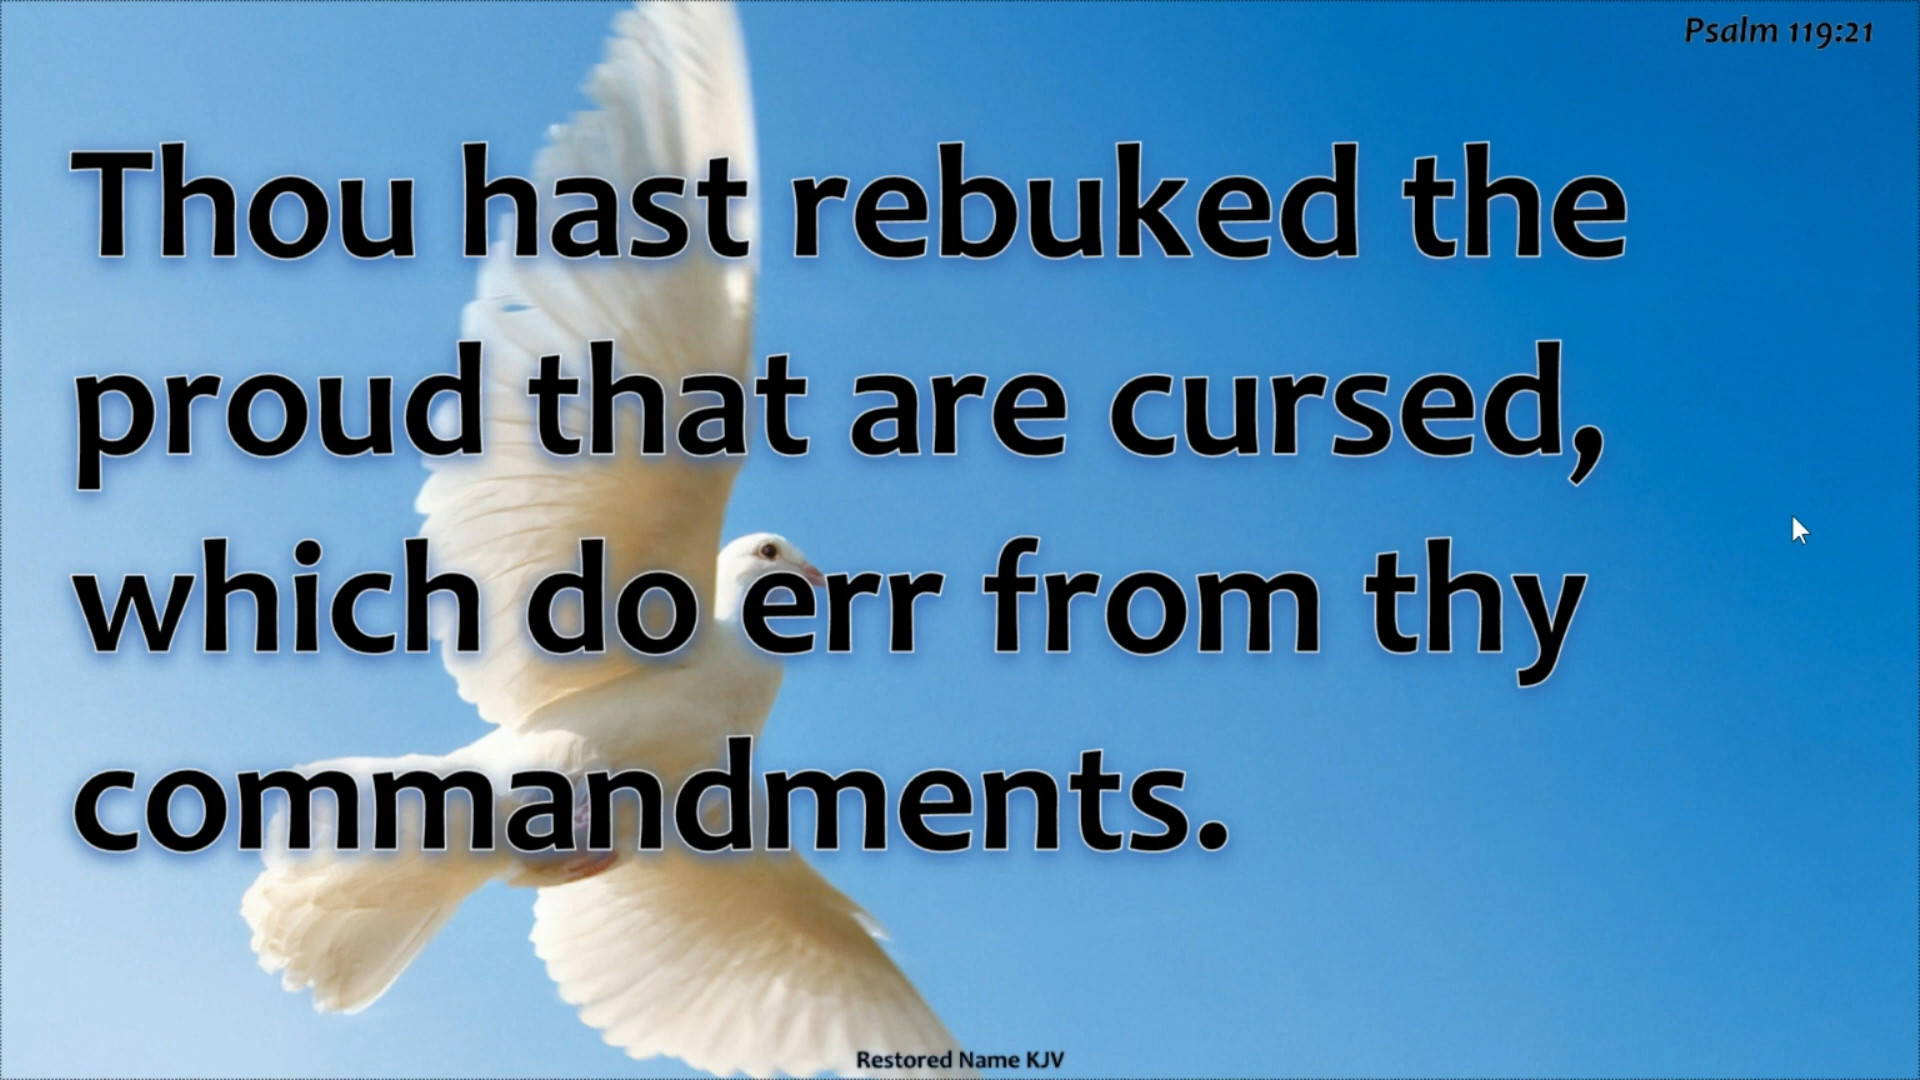 Psalm 119:21
Thou hast rebuked the
proud that are cursed,
which do err from thy
commandments.
Restored Name KJV